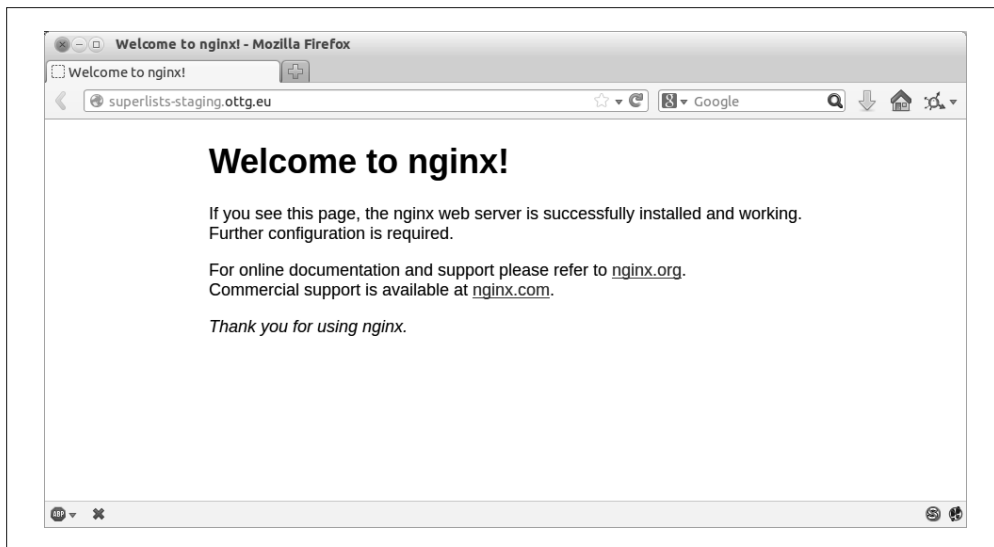 Welcome to nginx! - Mozilla Firefox
Welcome to nginx!
superlists-staging.ottg.eu
8 Google
Welcome to nginx!
If you see this page, the nginx web server is successfully installed and working.
Further configuration is required.
For online documentation and support please refer to nginx.org.
Commercial support is available at nginx.com.
Thank you for using nginx.
ABP